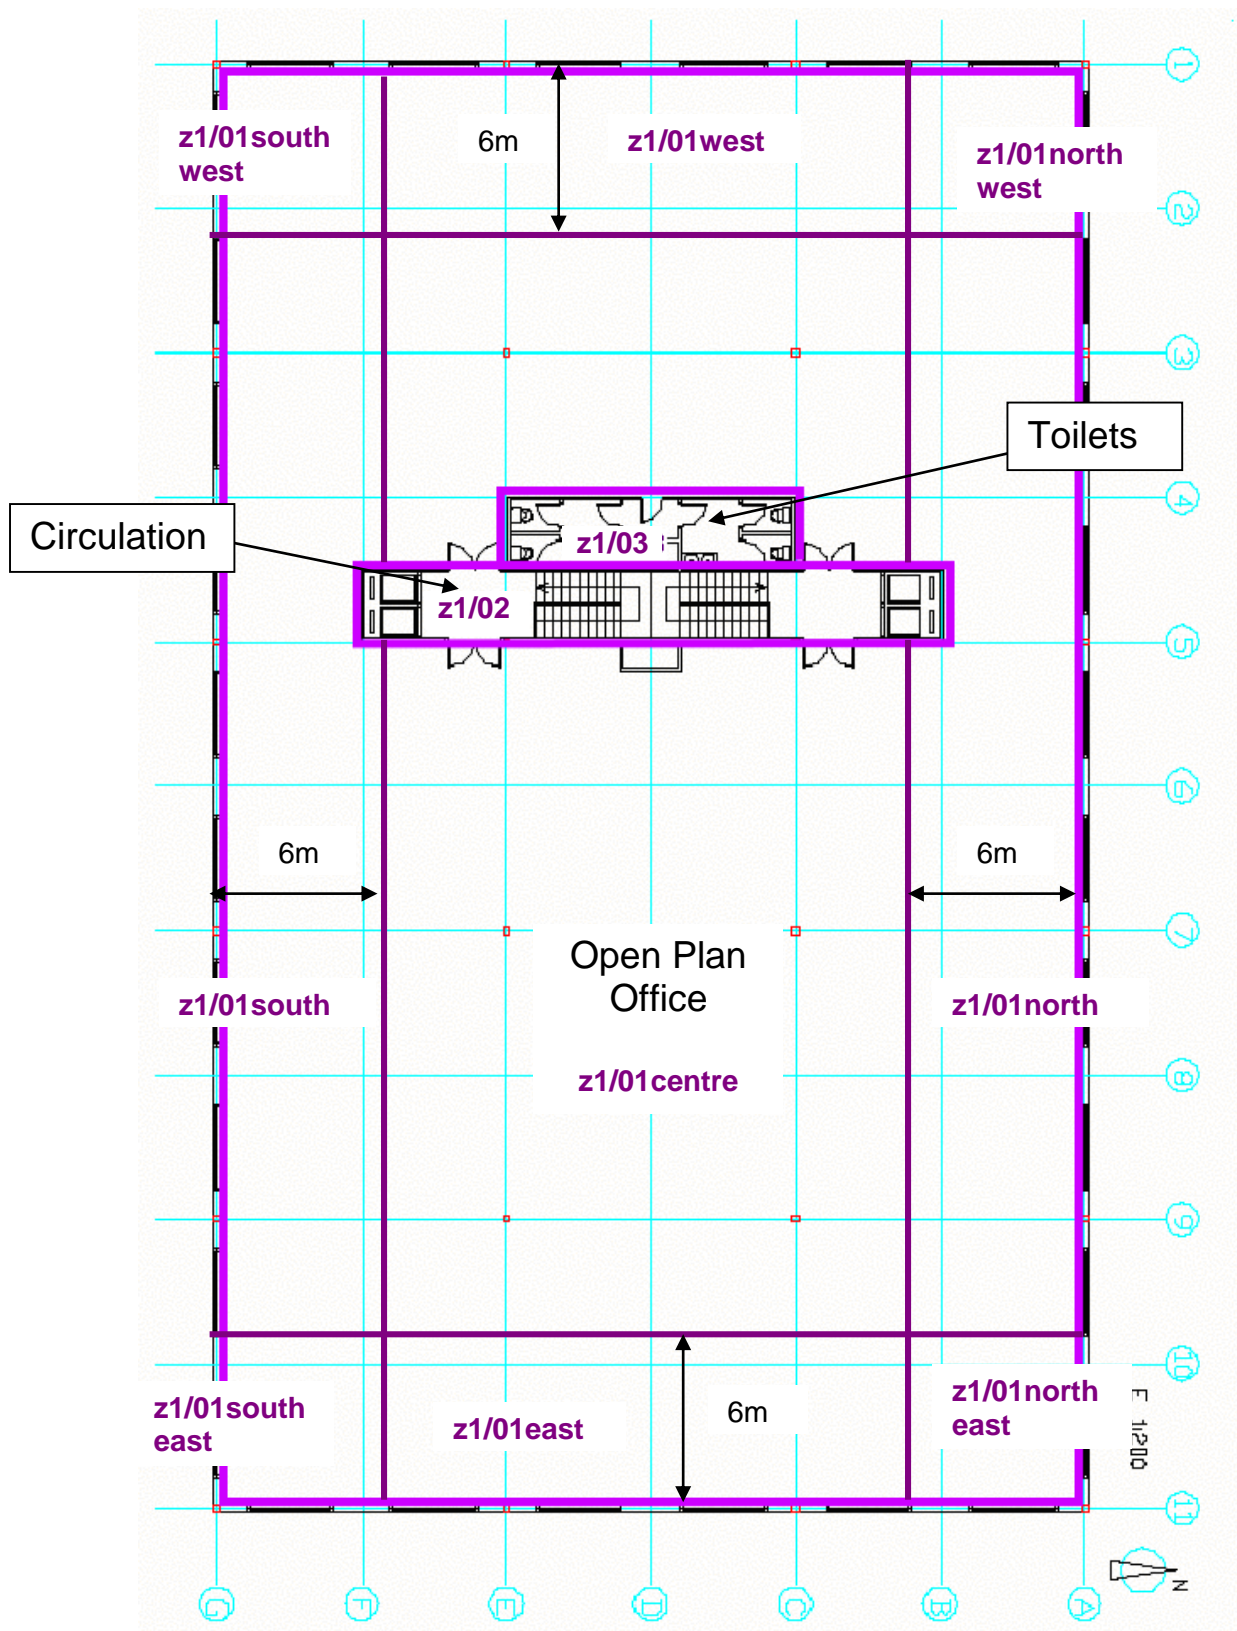 1
z1/01south
west
6m
z1/01west
z1/01north
west
2
3
Toilets
4
Circulation
z1/03
z1/02
5
6
6m
6m
7
Open Plan
Office
z1/01south
z1/01north
z1/01centre
8
9
10
z1/01south
east
z1/01east
6m
z1/01north
east
11
N
G
F
E
D
C
B
A